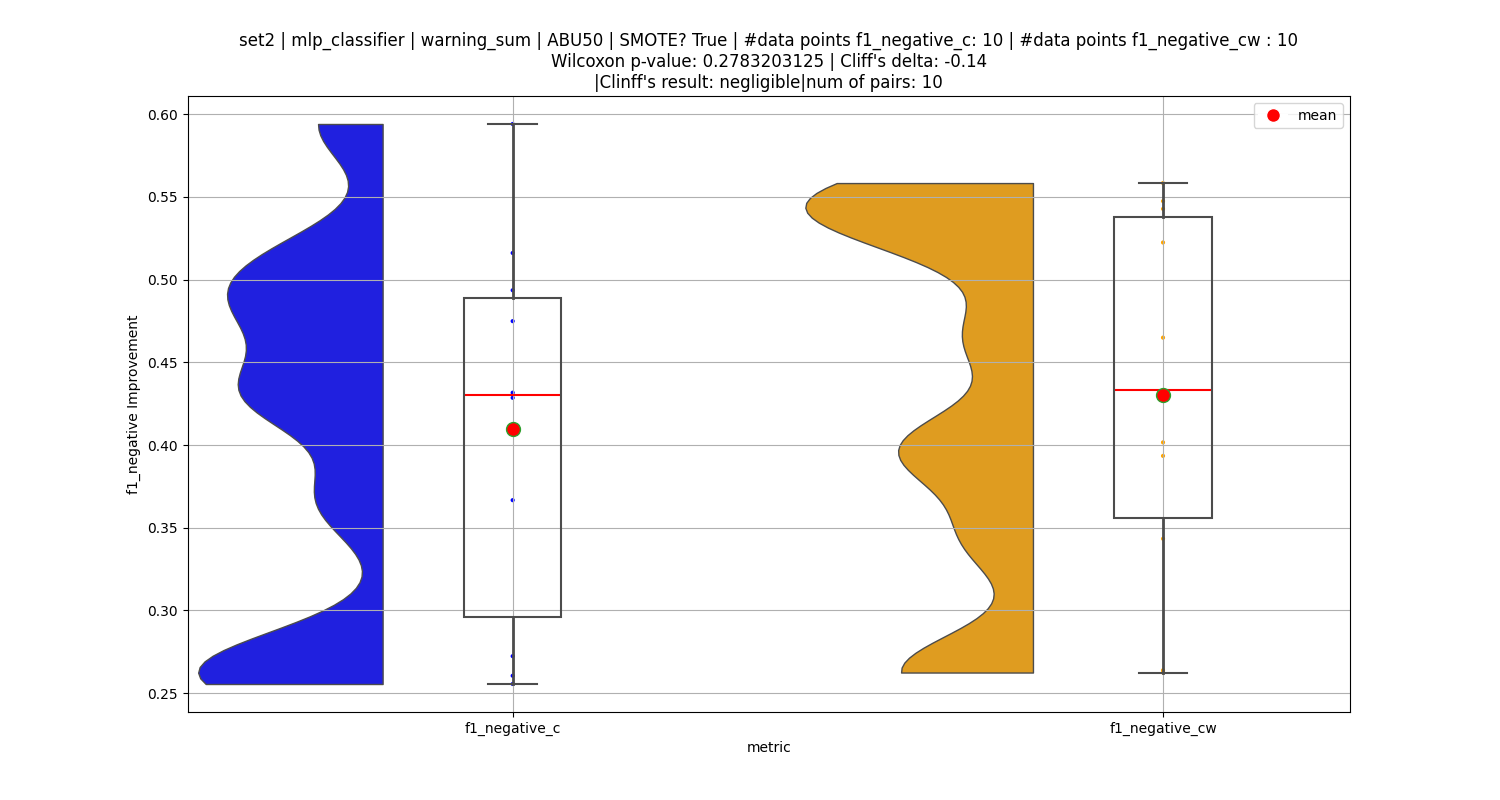 set2 | mlp_classifier | warning_sum | ABU50 | SMOTE? True | #data points f1_negative_c: 10 | #data points f1_negative_cw : 10
Wilcoxon p-value: 0.2783203125 | Cliff's delta: -0.14
|Clinff's result: negligible|num of pairs: 10
mean
0.60
0.55
0.50
0.45
0.40
0.35
0.30
0.25
f1_negative Improvement
f1_negative_c
f1_negative_cw
metric